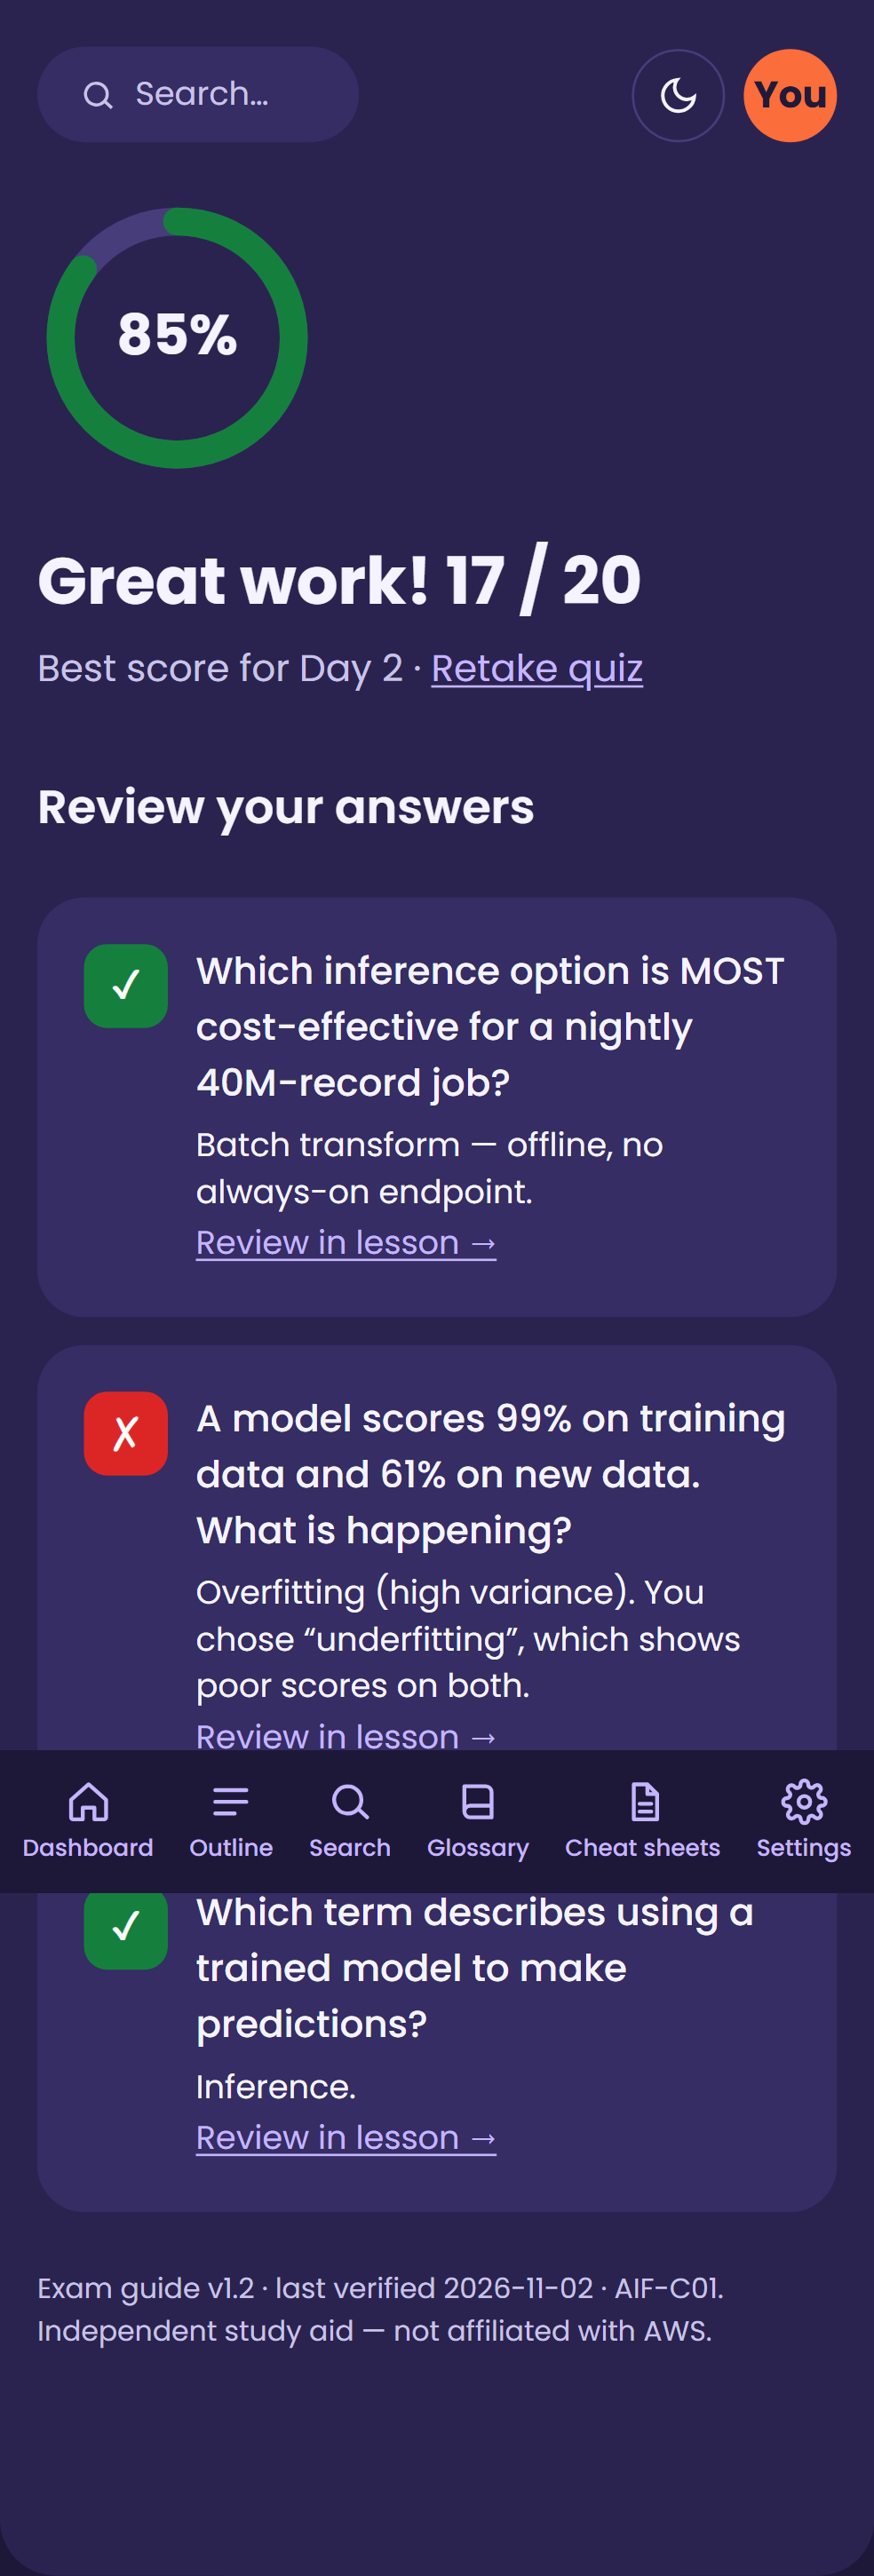 Search...
You
85%
Great work! 17 / 20
Best score for Day 2 · Retake quiz
Review your answers
✓
Which inference option is MOST
cost-effective for a nightly
40M-record job?
Batch transform — offline, no
always-on endpoint.
Review in lesson →
✗
A model scores 99% on training
data and 61% on new data.
What is happening?
Overfitting (high variance). You
chose “underfitting”, which shows
poor scores on both.
Review in lesson →
Dashboard
Outline
Search
Glossary
Cheat sheets
Settings
✓
Which term describes using a
trained model to make
predictions?
Inference.
Review in lesson →
Exam guide v1.2 · last verified 2026-11-02 · AIF-C01.
Independent study aid — not affiliated with AWS.